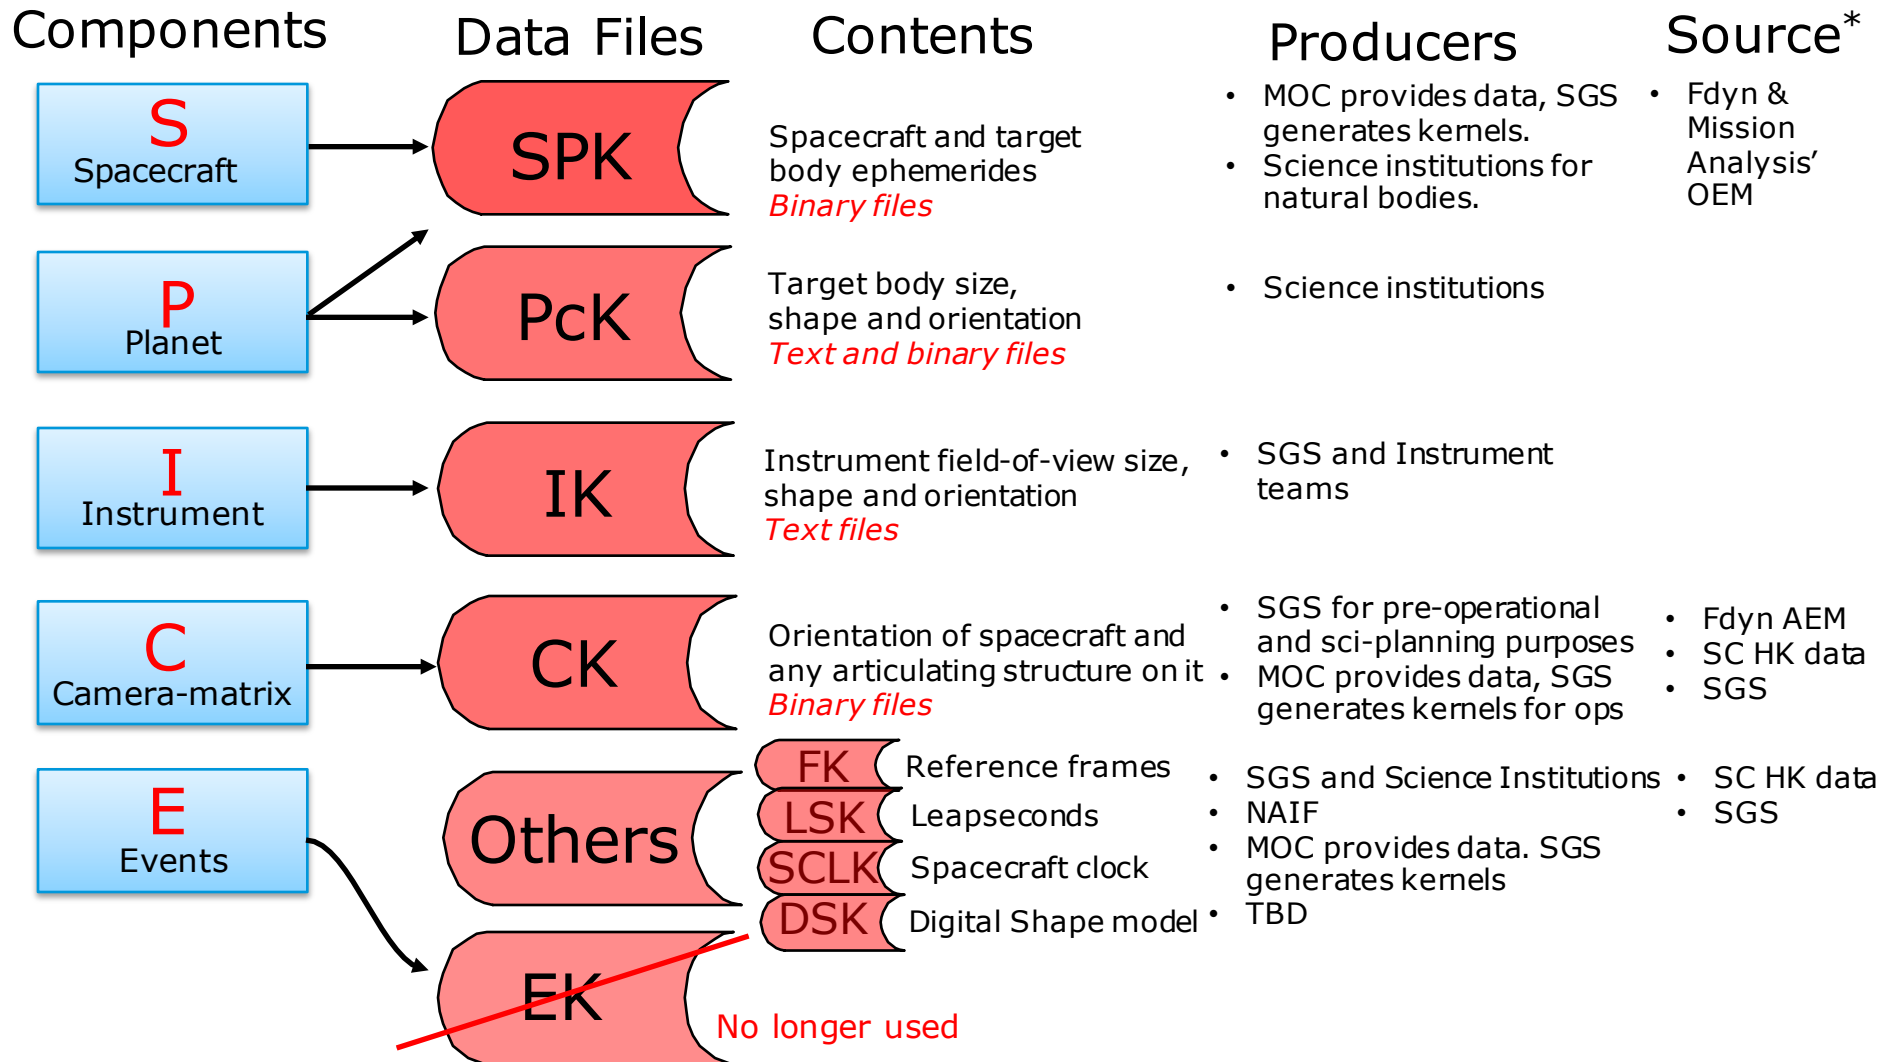 Components
Data Files
Contents
Producers
Source*
S
Spacecraft
SPK
Spacecraft and target
body ephemerides
Binary files
• MOC provides data, SGS
generates kernels.
• Science institutions for
natural bodies.
• Fdyn &
Mission
Analysis’
OEM
P
Planet
PcK
Target body size,
shape and orientation
Text and binary files
• Science institutions
I
Instrument
IK
Instrument field-of-view size,
shape and orientation
Text files
• SGS and Instrument
teams
C
Camera-matrix
CK
Orientation of spacecraft and
any articulating structure on it
Binary files
• SGS for pre-operational
and sci-planning purposes
• MOC provides data, SGS
generates kernels for ops
• Fdyn AEM
• SC HK data
• SGS
E
Events
Others
FK Reference frames
LSK Leapseconds
SCLK Spacecraft clock
DSK Digital Shape model
• SGS and Science Institutions
• NAIF
• MOC provides data. SGS
generates kernels
• TBD
• SC HK data
• SGS
EK
No longer used